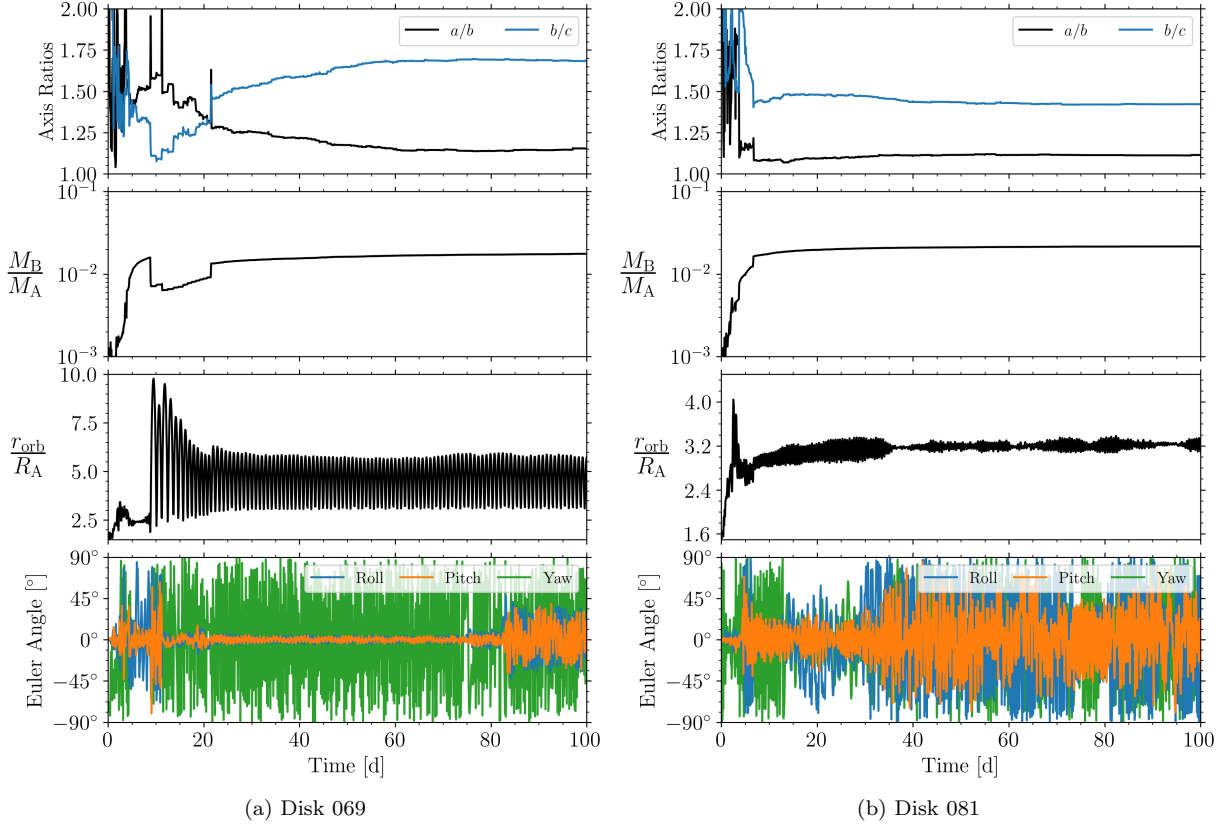 2.00
1.75
1.50
1.25
1.00
Axis Ratios
a/b b/c
10⁻¹
10⁻²
10⁻³
M_B
M_A
10.0
7.5
5.0
2.5
r_orb
R_A
90°
45°
0°
−45°
−90°
Euler Angle [°]
Roll Pitch Yaw
0 20 40 60 80 100
Time [d]
(a) Disk 069
2.00
1.75
1.50
1.25
1.00
Axis Ratios
a/b b/c
10⁻¹
10⁻²
10⁻³
M_B
M_A
4.0
3.2
2.4
1.6
r_orb
R_A
90°
45°
0°
−45°
−90°
Euler Angle [°]
Roll Pitch Yaw
0 20 40 60 80 100
Time [d]
(b) Disk 081